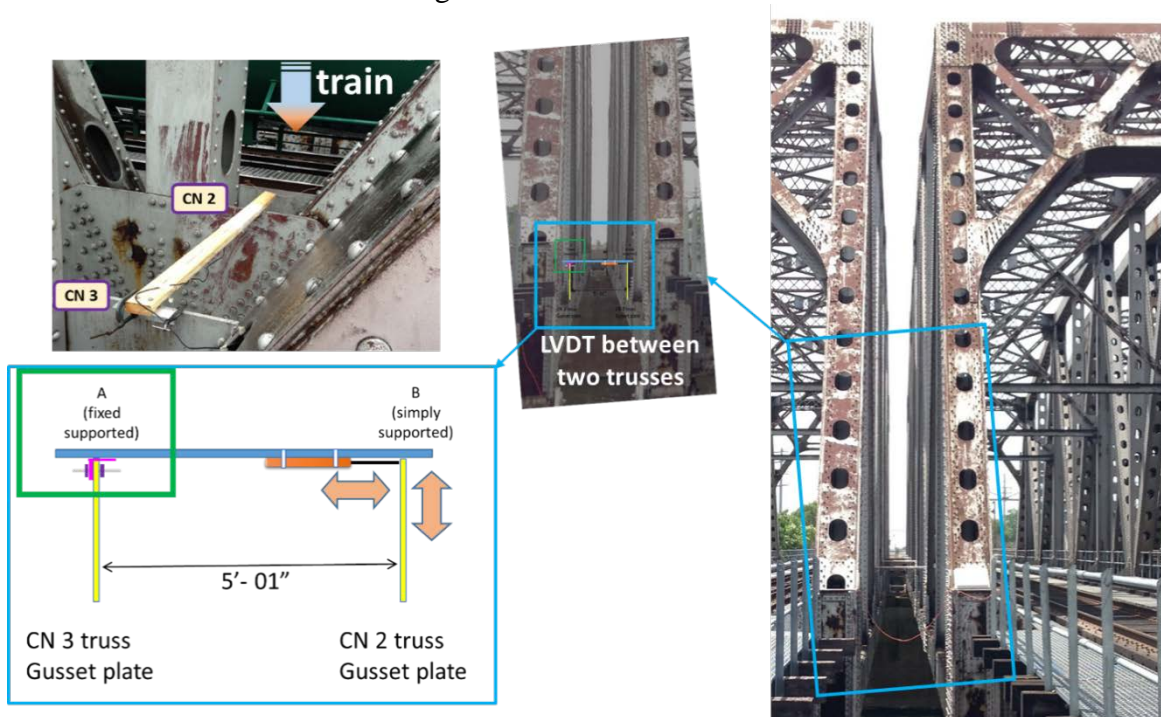 train
CN 2
CN 3
LVDT between
two trusses
A
(fixed
supported)
B
(simply
supported)
5’- 01”
CN 3 truss
Gusset plate
CN 2 truss
Gusset plate